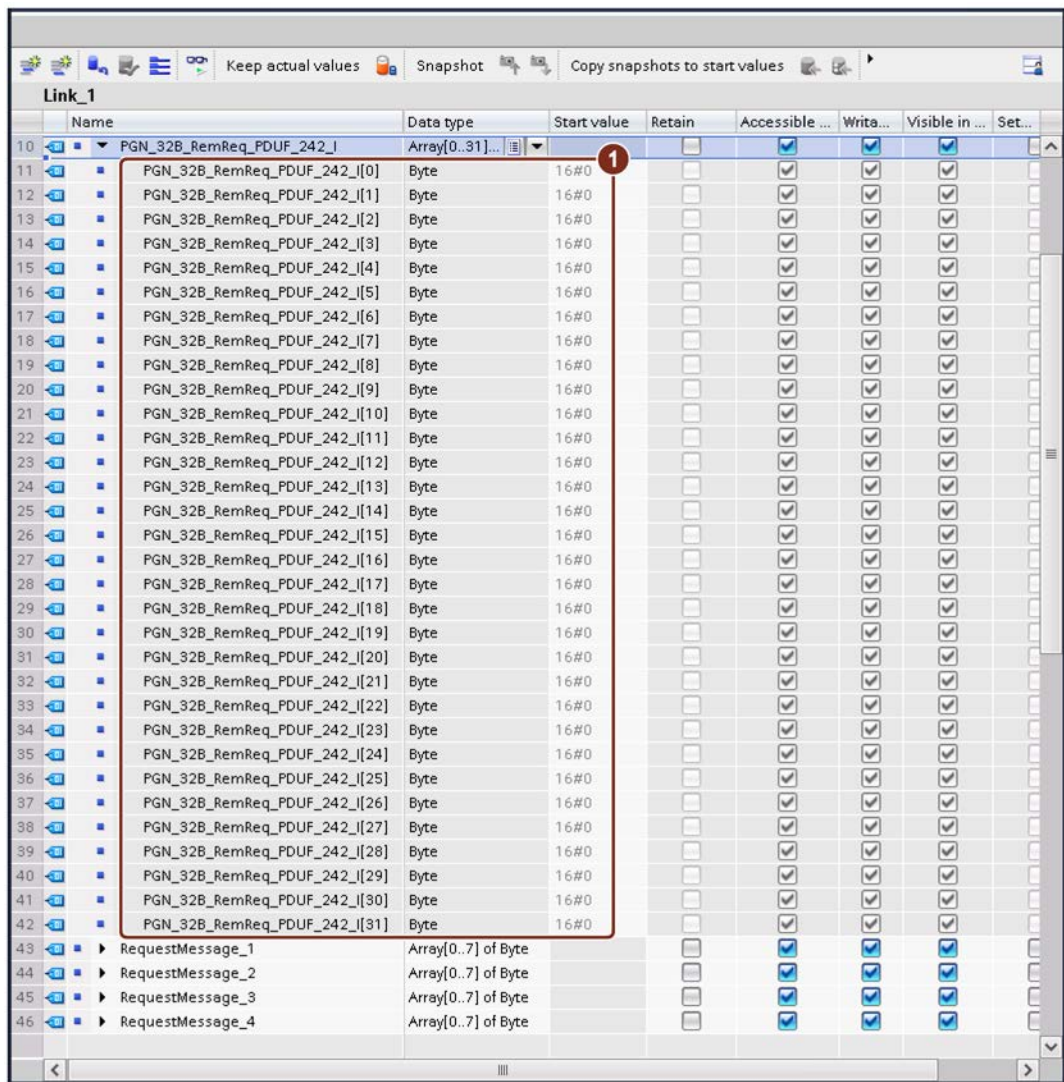 Keep actual values Snapshot Copy snapshots to start values
Link_1
Name Data type Start value Retain Accessible ... Writa... Visible in ... Set...
10 PGN_32B_RemReq_PDUF_242_I Array[0..31]...
1
11 PGN_32B_RemReq_PDUF_242_I[0] Byte 16#0
12 PGN_32B_RemReq_PDUF_242_I[1] Byte 16#0
13 PGN_32B_RemReq_PDUF_242_I[2] Byte 16#0
14 PGN_32B_RemReq_PDUF_242_I[3] Byte 16#0
15 PGN_32B_RemReq_PDUF_242_I[4] Byte 16#0
16 PGN_32B_RemReq_PDUF_242_I[5] Byte 16#0
17 PGN_32B_RemReq_PDUF_242_I[6] Byte 16#0
18 PGN_32B_RemReq_PDUF_242_I[7] Byte 16#0
19 PGN_32B_RemReq_PDUF_242_I[8] Byte 16#0
20 PGN_32B_RemReq_PDUF_242_I[9] Byte 16#0
21 PGN_32B_RemReq_PDUF_242_I[10] Byte 16#0
22 PGN_32B_RemReq_PDUF_242_I[11] Byte 16#0
23 PGN_32B_RemReq_PDUF_242_I[12] Byte 16#0
24 PGN_32B_RemReq_PDUF_242_I[13] Byte 16#0
25 PGN_32B_RemReq_PDUF_242_I[14] Byte 16#0
26 PGN_32B_RemReq_PDUF_242_I[15] Byte 16#0
27 PGN_32B_RemReq_PDUF_242_I[16] Byte 16#0
28 PGN_32B_RemReq_PDUF_242_I[17] Byte 16#0
29 PGN_32B_RemReq_PDUF_242_I[18] Byte 16#0
30 PGN_32B_RemReq_PDUF_242_I[19] Byte 16#0
31 PGN_32B_RemReq_PDUF_242_I[20] Byte 16#0
32 PGN_32B_RemReq_PDUF_242_I[21] Byte 16#0
33 PGN_32B_RemReq_PDUF_242_I[22] Byte 16#0
34 PGN_32B_RemReq_PDUF_242_I[23] Byte 16#0
35 PGN_32B_RemReq_PDUF_242_I[24] Byte 16#0
36 PGN_32B_RemReq_PDUF_242_I[25] Byte 16#0
37 PGN_32B_RemReq_PDUF_242_I[26] Byte 16#0
38 PGN_32B_RemReq_PDUF_242_I[27] Byte 16#0
39 PGN_32B_RemReq_PDUF_242_I[28] Byte 16#0
40 PGN_32B_RemReq_PDUF_242_I[29] Byte 16#0
41 PGN_32B_RemReq_PDUF_242_I[30] Byte 16#0
42 PGN_32B_RemReq_PDUF_242_I[31] Byte 16#0
43 RequestMessage_1 Array[0..7] of Byte
44 RequestMessage_2 Array[0..7] of Byte
45 RequestMessage_3 Array[0..7] of Byte
46 RequestMessage_4 Array[0..7] of Byte